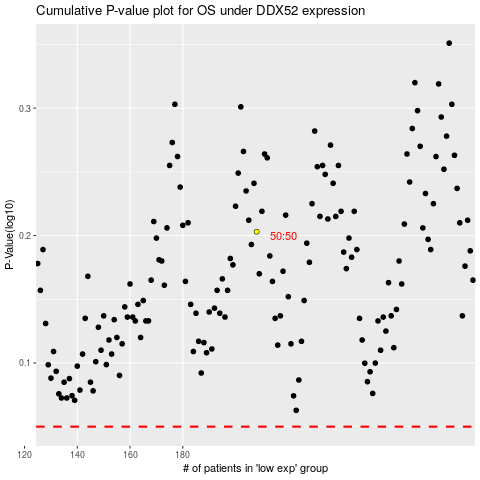 Cumulative P-value plot for OS under DDX52 expression
P-Value(log10)
0.3
0.2
0.1
50:50
120 140 160 180
# of patients in 'low exp' group